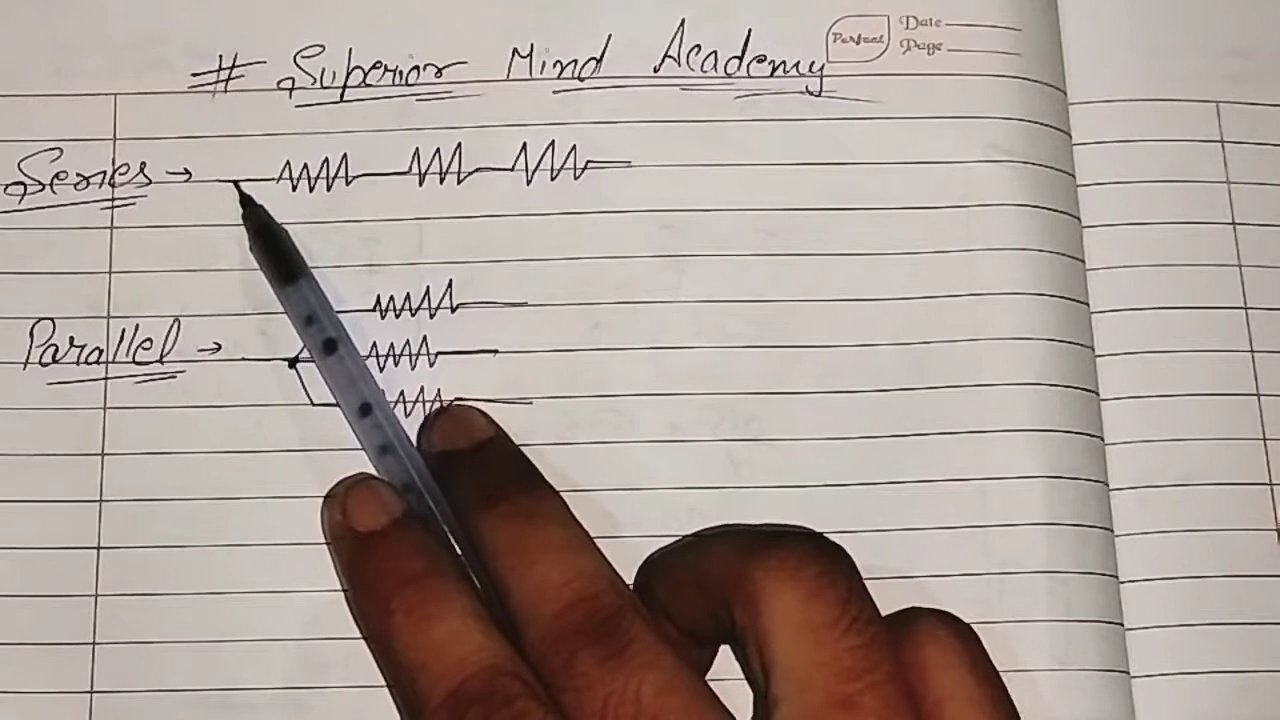 Perfect
Date
Page
# Superior Mind Academy
Series →
Parallel →